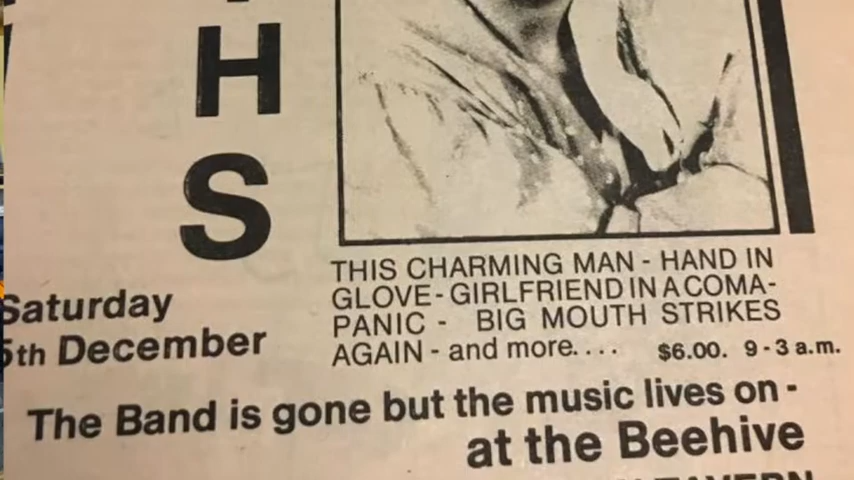 H
S
Saturday
5th December
THIS CHARMING MAN - HAND IN
GLOVE - GIRLFRIEND IN A COMA -
PANIC - BIG MOUTH STRIKES
AGAIN - and more. . . . $6.00. 9 - 3 a.m.
The Band is gone but the music lives on -
at the Beehive
TAVERN